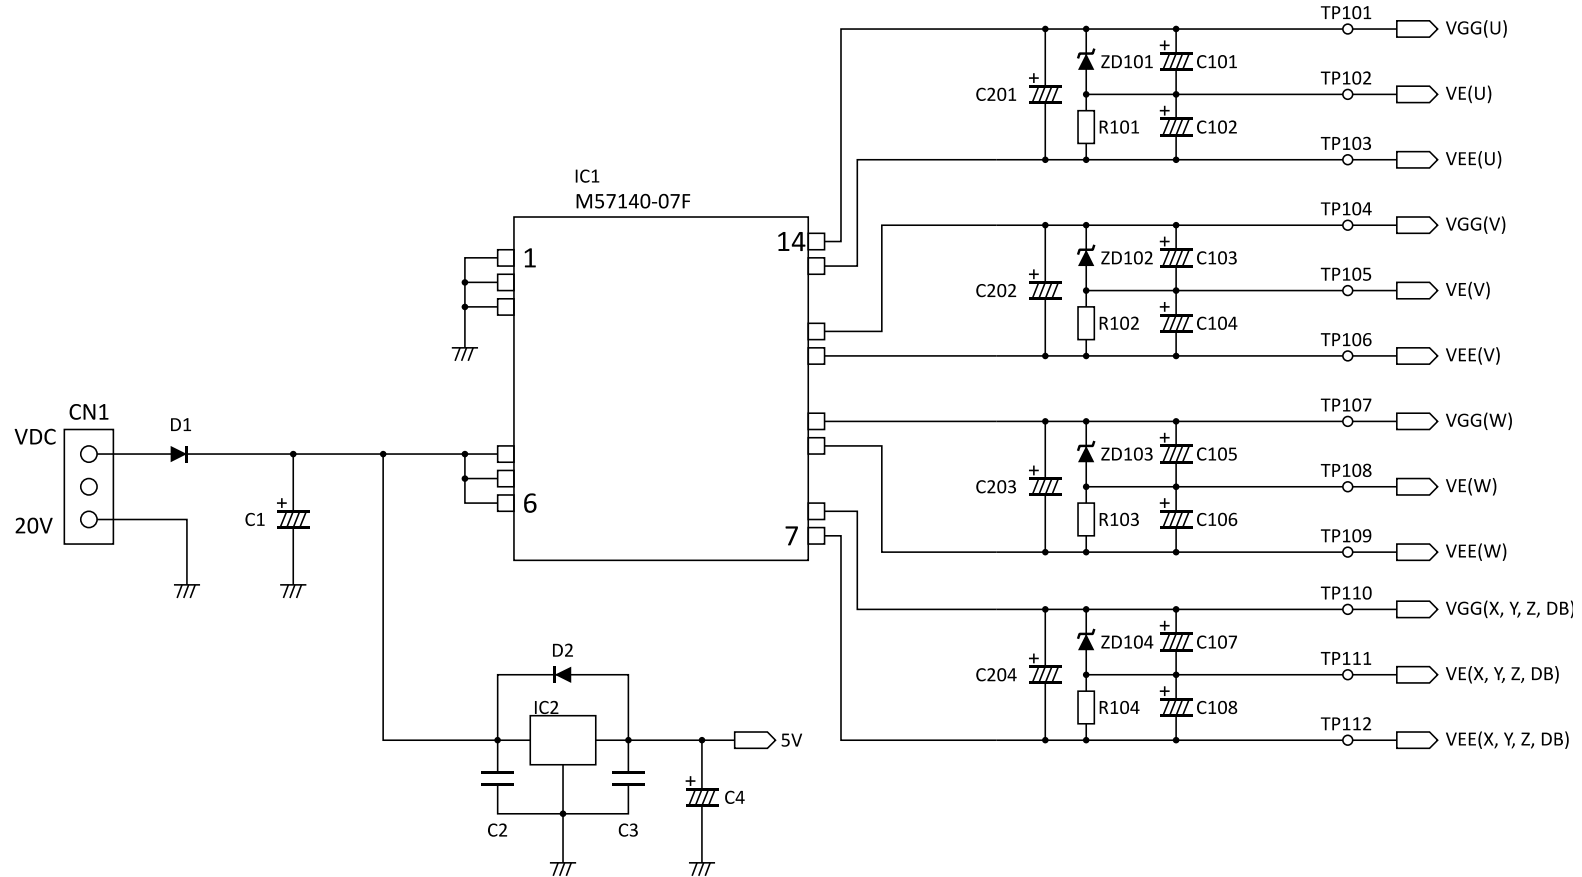 TP101
VGG(U)
ZD101
C101
TP102
C201
VE(U)
R101
C102
TP103
VEE(U)
IC1
M57140-07F
TP104
VGG(V)
14
1
ZD102
C103
TP105
C202
VE(V)
R102
C104
TP106
VEE(V)
CN1
VDC
D1
TP107
VGG(W)
ZD103
C105
TP108
C203
VE(W)
20V
C1
6
7
R103
C106
TP109
VEE(W)
TP110
VGG(X, Y, Z, DB)
D2
ZD104
C107
TP111
C204
VE(X, Y, Z, DB)
IC2
R104
C108
TP112
5V
VEE(X, Y, Z, DB)
C4
C2
C3